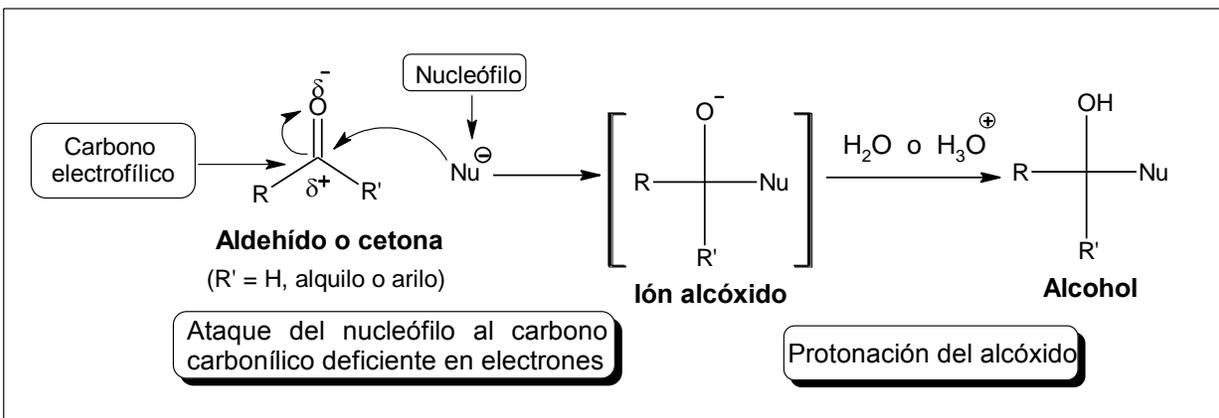 δ-
O
Nucleófilo
Carbono
electrofílico
R
δ+
R'
Nu⊖
Aldehído o cetona
(R' = H, alquilo o arilo)
O-
R
Nu
R'
Ión alcóxido
H2O o H3O⊕
OH
R
Nu
R'
Alcohol
Ataque del nucleófilo al carbono
carbonílico deficiente en electrones
Protonación del alcóxido